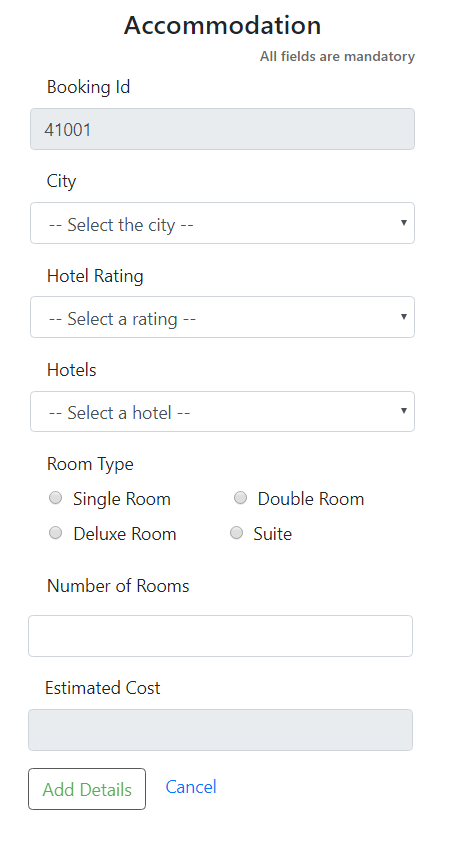 Accommodation
All fields are mandatory
Booking Id
41001
City
-- Select the city --
Hotel Rating
-- Select a rating --
Hotels
-- Select a hotel --
Room Type
Single Room Double Room
Deluxe Room Suite
Number of Rooms
Estimated Cost
Add Details Cancel